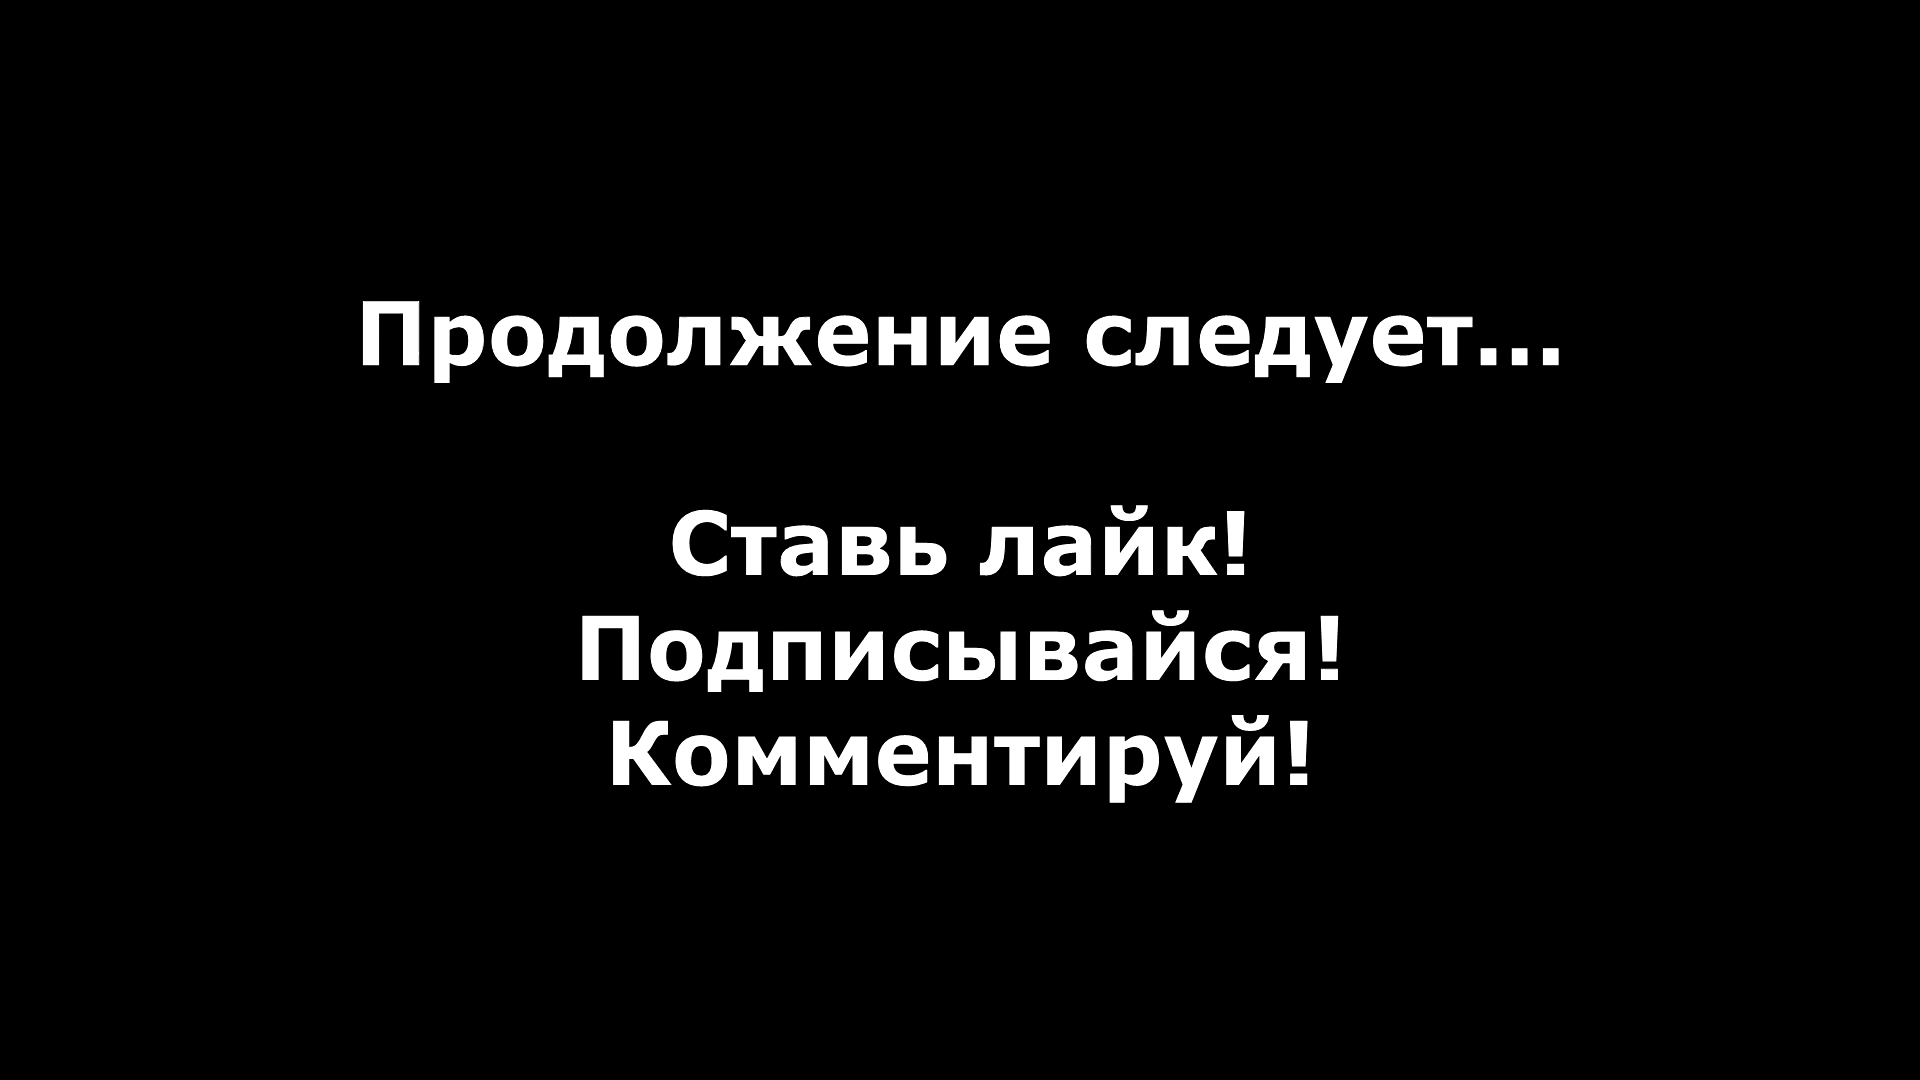 Продолжение следует...
Ставь лайк!
Подписывайся!
Комментируй!